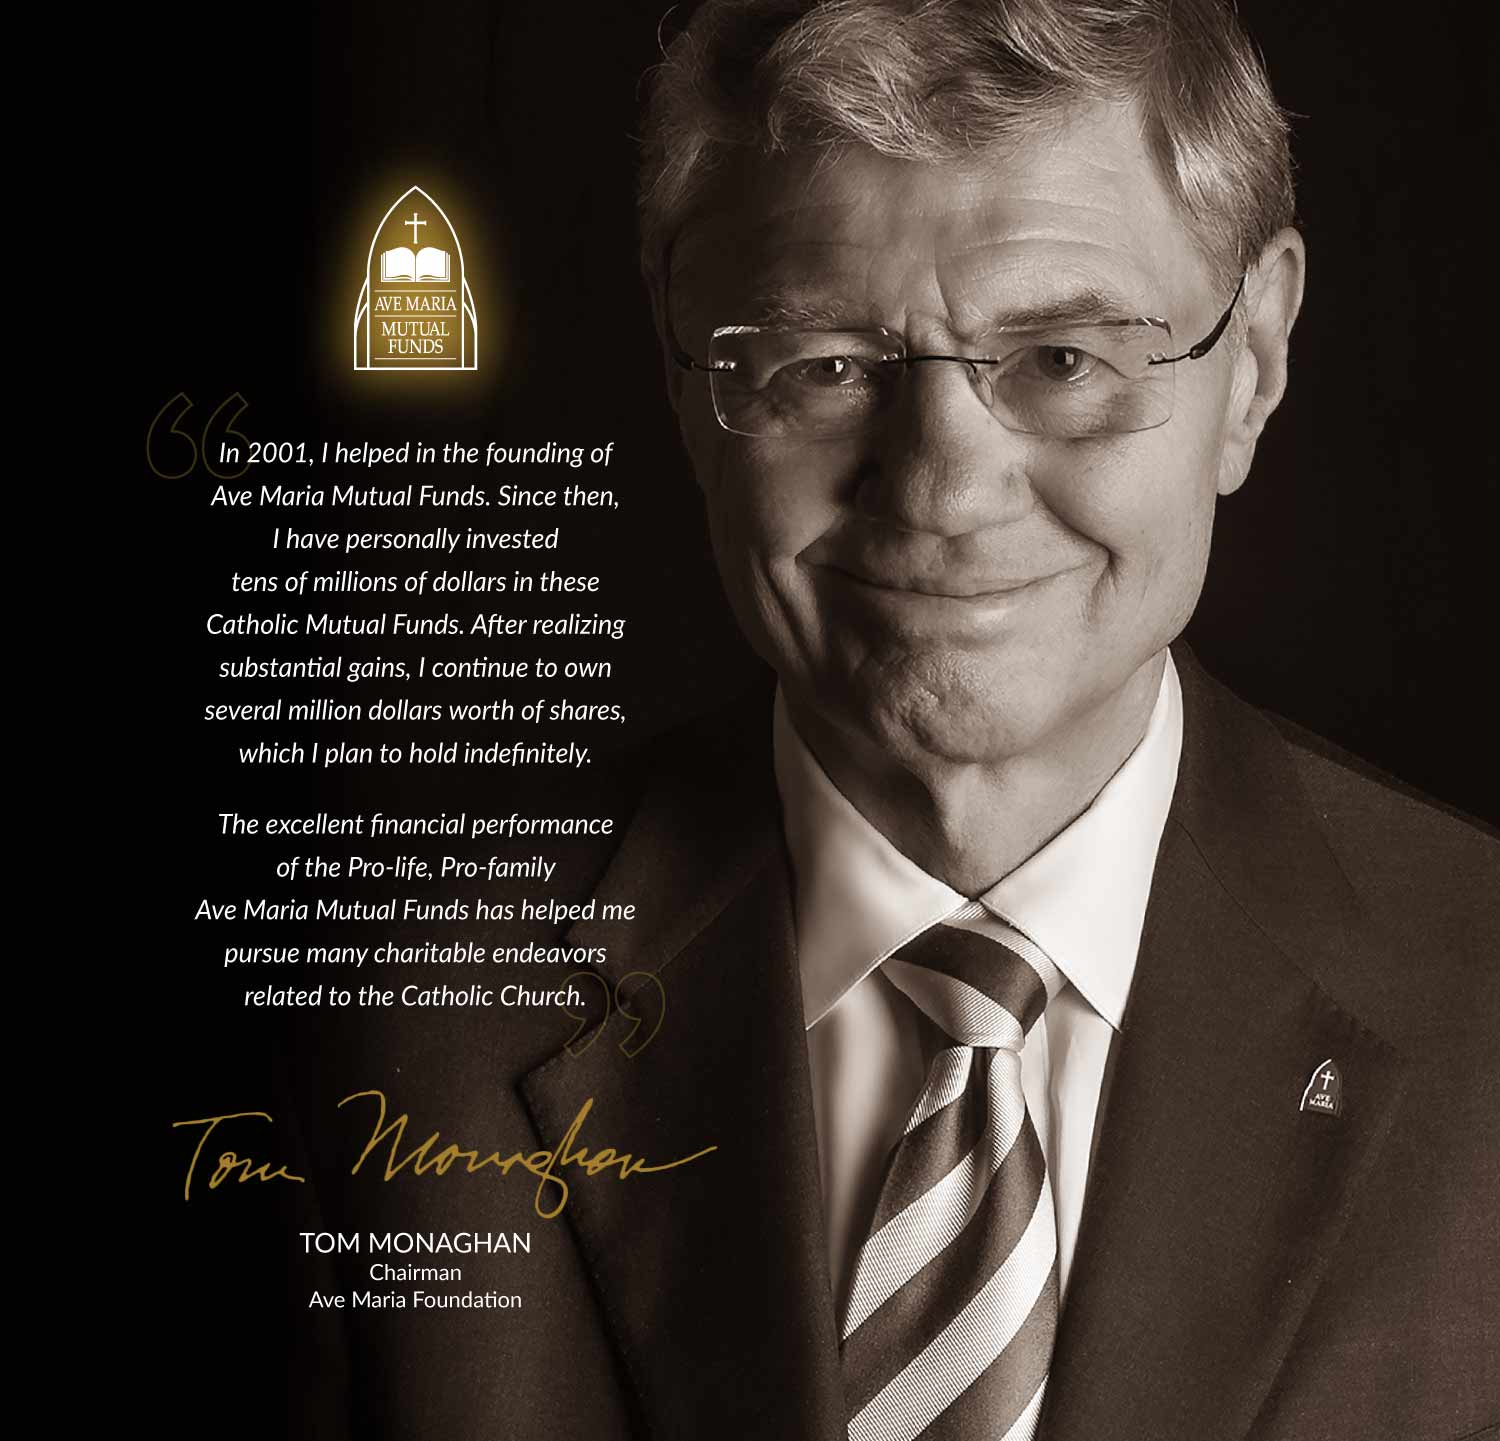 AVE MARIA
MUTUAL
FUNDS
“In 2001, I helped in the founding of
Ave Maria Mutual Funds. Since then,
I have personally invested
tens of millions of dollars in these
Catholic Mutual Funds. After realizing
substantial gains, I continue to own
several million dollars worth of shares,
which I plan to hold indefinitely.
The excellent financial performance
of the Pro-life, Pro-family
Ave Maria Mutual Funds has helped me
pursue many charitable endeavors
related to the Catholic Church.”
Tom Monaghan
TOM MONAGHAN
Chairman
Ave Maria Foundation
AVE
MARIA